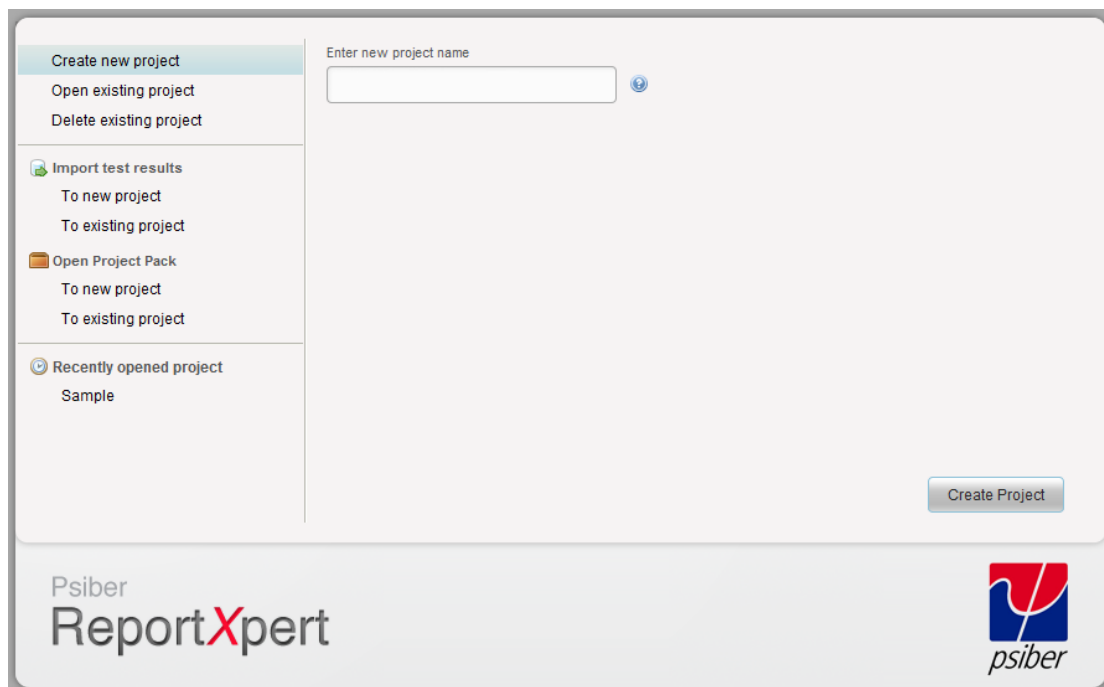 Create new project
Open existing project
Delete existing project
Import test results
To new project
To existing project
Open Project Pack
To new project
To existing project
Recently opened project
Sample
Enter new project name
?
Create Project
Psiber
ReportXpert
psiber